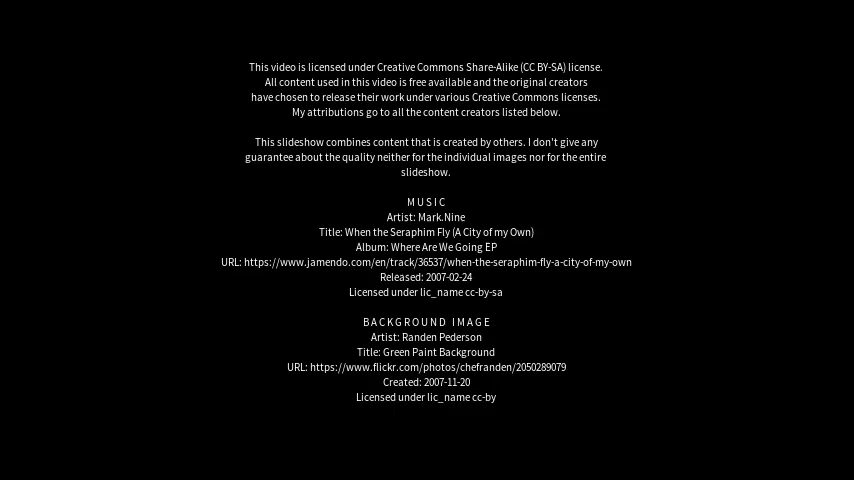 This video is licensed under Creative Commons Share-Alike (CC BY-SA) license.
All content used in this video is free available and the original creators
have chosen to release their work under various Creative Commons licenses.
My attributions go to all the content creators listed below.
This slideshow combines content that is created by others. I don't give any
guarantee about the quality neither for the individual images nor for the entire
slideshow.
MUSIC
Artist: Mark.Nine
Title: When the Seraphim Fly (A City of my Own)
Album: Where Are We Going EP
URL: https://www.jamendo.com/en/track/36537/when-the-seraphim-fly-a-city-of-my-own
Released: 2007-02-24
Licensed under lic_name cc-by-sa
BACKGROUND IMAGE
Artist: Randen Pederson
Title: Green Paint Background
URL: https://www.flickr.com/photos/chefranden/2050289079
Created: 2007-11-20
Licensed under lic_name cc-by